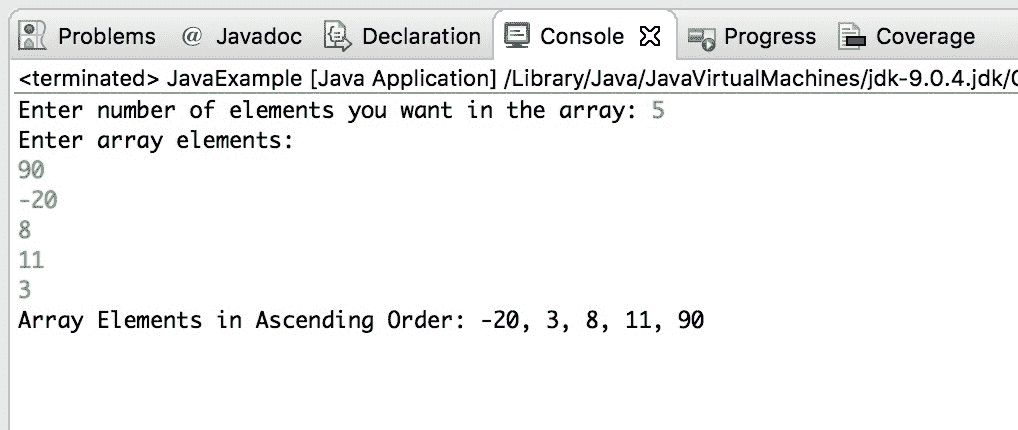 Problems @ Javadoc Declaration Console Progress Coverage
<terminated> JavaExample [Java Application] /Library/Java/JavaVirtualMachines/jdk-9.0.4.jdk/
Enter number of elements you want in the array: 5
Enter array elements:
90
-20
8
11
3
Array Elements in Ascending Order: -20, 3, 8, 11, 90